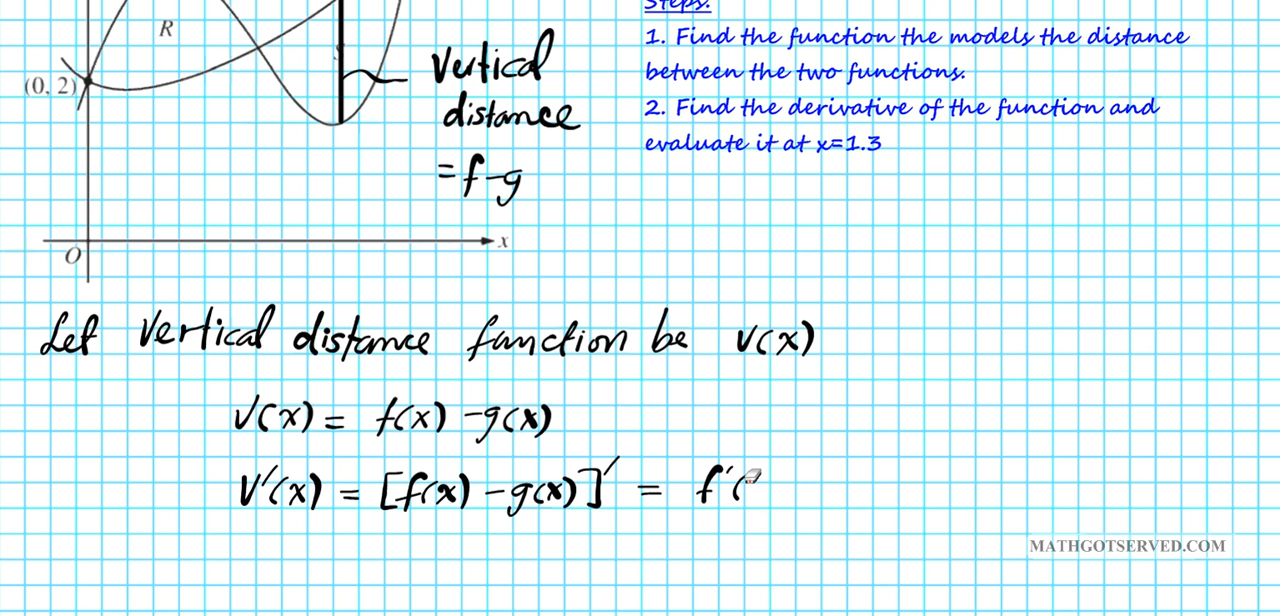 Steps:
R
1. Find the function the models the distance
between the two functions.
(0, 2)
2. Find the derivative of the function and
evaluate it at x=1.3
Vertical
distance
= f-g
x
O
Let vertical distance function be v(x)
v(x) = f(x) -g(x)
v'(x) = [f(x) -g(x)]' = f'(
MATHGOTSERVED.COM